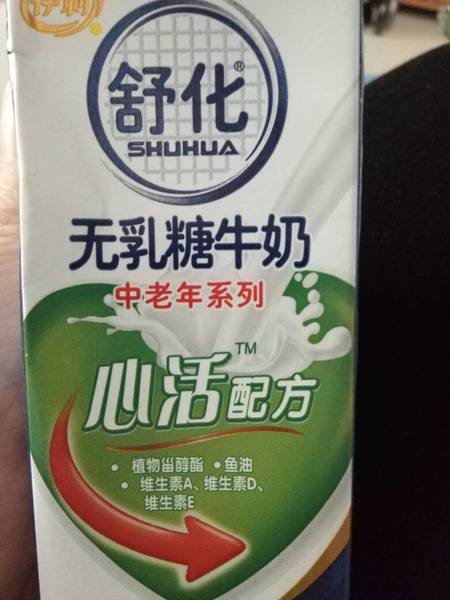 伊利
舒化®
SHUHUA
无乳糖牛奶
中老年系列
心活™配方
• 植物甾醇酯 • 鱼油
• 维生素A、维生素D、
维生素E